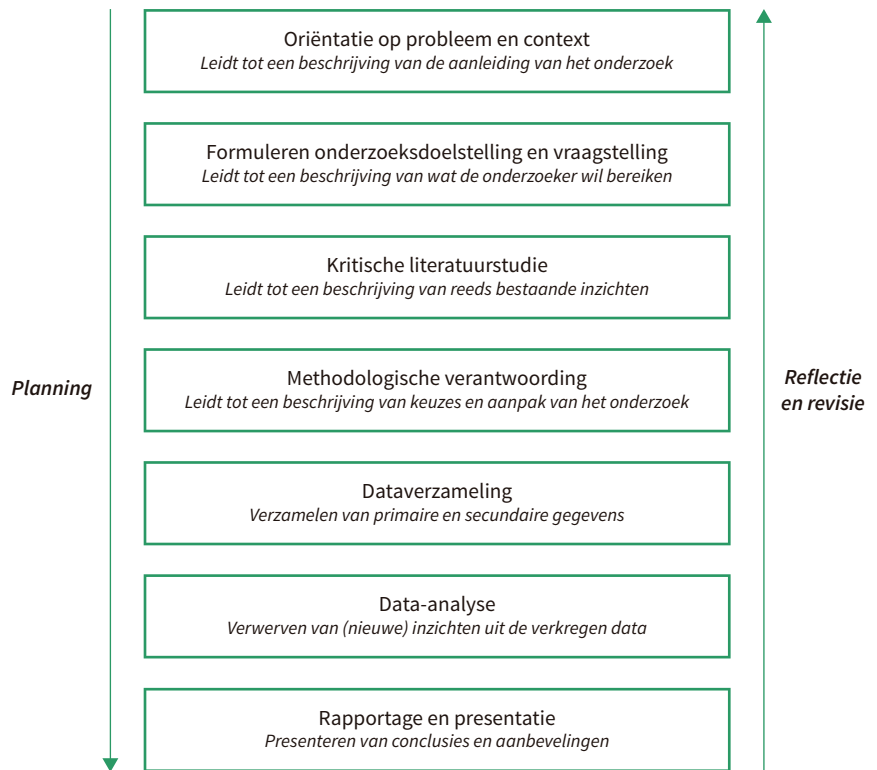 Oriëntatie op probleem en context
Leidt tot een beschrijving van de aanleiding van het onderzoek
Formuleren onderzoeksdoelstelling en vraagstelling
Leidt tot een beschrijving van wat de onderzoeker wil bereiken
Kritische literatuurstudie
Leidt tot een beschrijving van reeds bestaande inzichten
Planning
Methodologische verantwoording
Leidt tot een beschrijving van keuzes en aanpak van het onderzoek
Reflectie
en revisie
Dataverzameling
Verzamelen van primaire en secundaire gegevens
Data-analyse
Verwerven van (nieuwe) inzichten uit de verkregen data
Rapportage en presentatie
Presenteren van conclusies en aanbevelingen